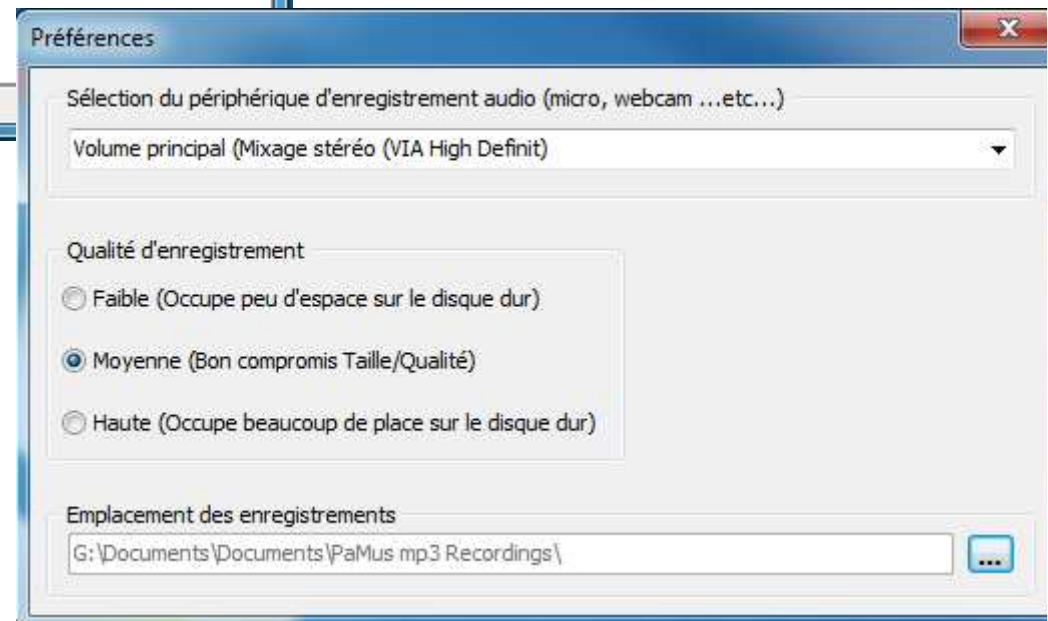 Préférences
Sélection du périphérique d'enregistrement audio (micro, webcam ...etc...)
Volume principal (Mixage stéréo (VIA High Definit)
Qualité d'enregistrement
Faible (Occupe peu d'espace sur le disque dur)
Moyenne (Bon compromis Taille/Qualité)
Haute (Occupe beaucoup de place sur le disque dur)
Emplacement des enregistrements
G:\Documents\Documents\PaMus mp3 Recordings\
...